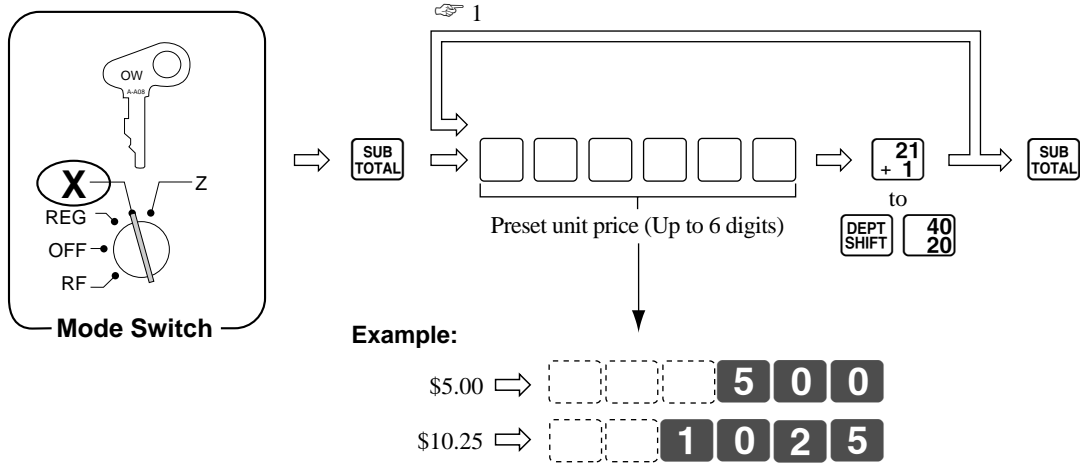 ☞ 1
OW
A-A08
X
Z
REG
OFF
RF
Mode Switch
SUB
TOTAL
21
+ 1
to
DEPT
SHIFT
40
20
SUB
TOTAL
Preset unit price (Up to 6 digits)
Example:
$5.00 5 0 0
$10.25 1 0 2 5